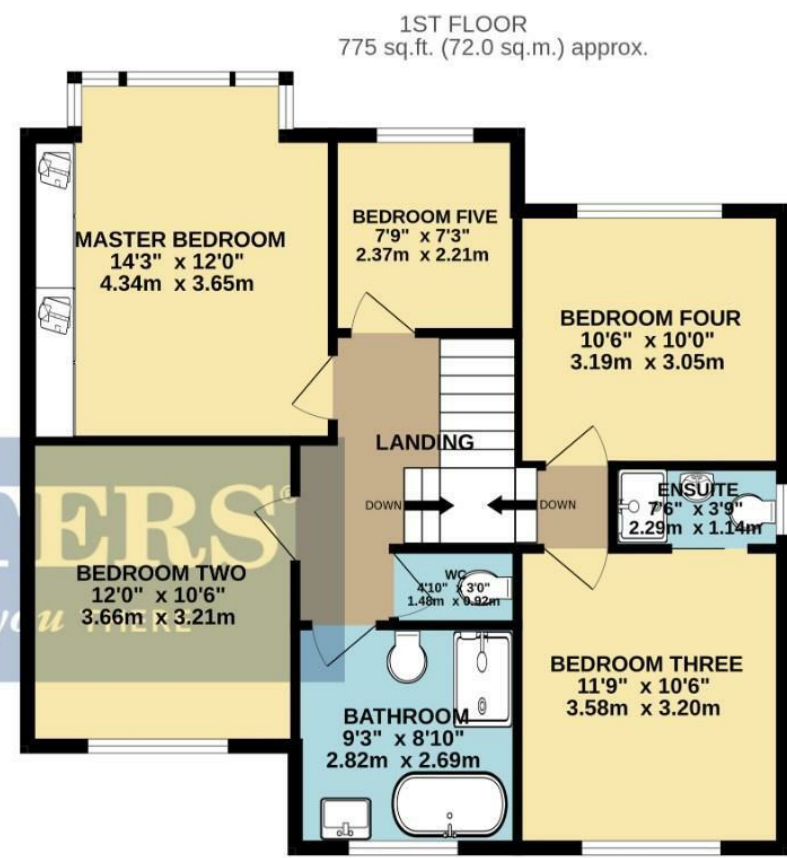 1ST FLOOR
775 sq.ft. (72.0 sq.m.) approx.
MASTER BEDROOM
14'3" x 12'0"
4.34m x 3.65m
BEDROOM FIVE
7'9" x 7'3"
2.37m x 2.21m
BEDROOM FOUR
10'6" x 10'0"
3.19m x 3.05m
LANDING
DOWN
DOWN
ENSUITE
7'6" x 3'9"
2.29m x 1.14m
WC
4'10" x 3'0"
1.48m x 0.92m
BEDROOM TWO
12'0" x 10'6"
3.66m x 3.21m
BEDROOM THREE
11'9" x 10'6"
3.58m x 3.20m
BATHROOM
9'3" x 8'10"
2.82m x 2.69m
ERS®
you THERE